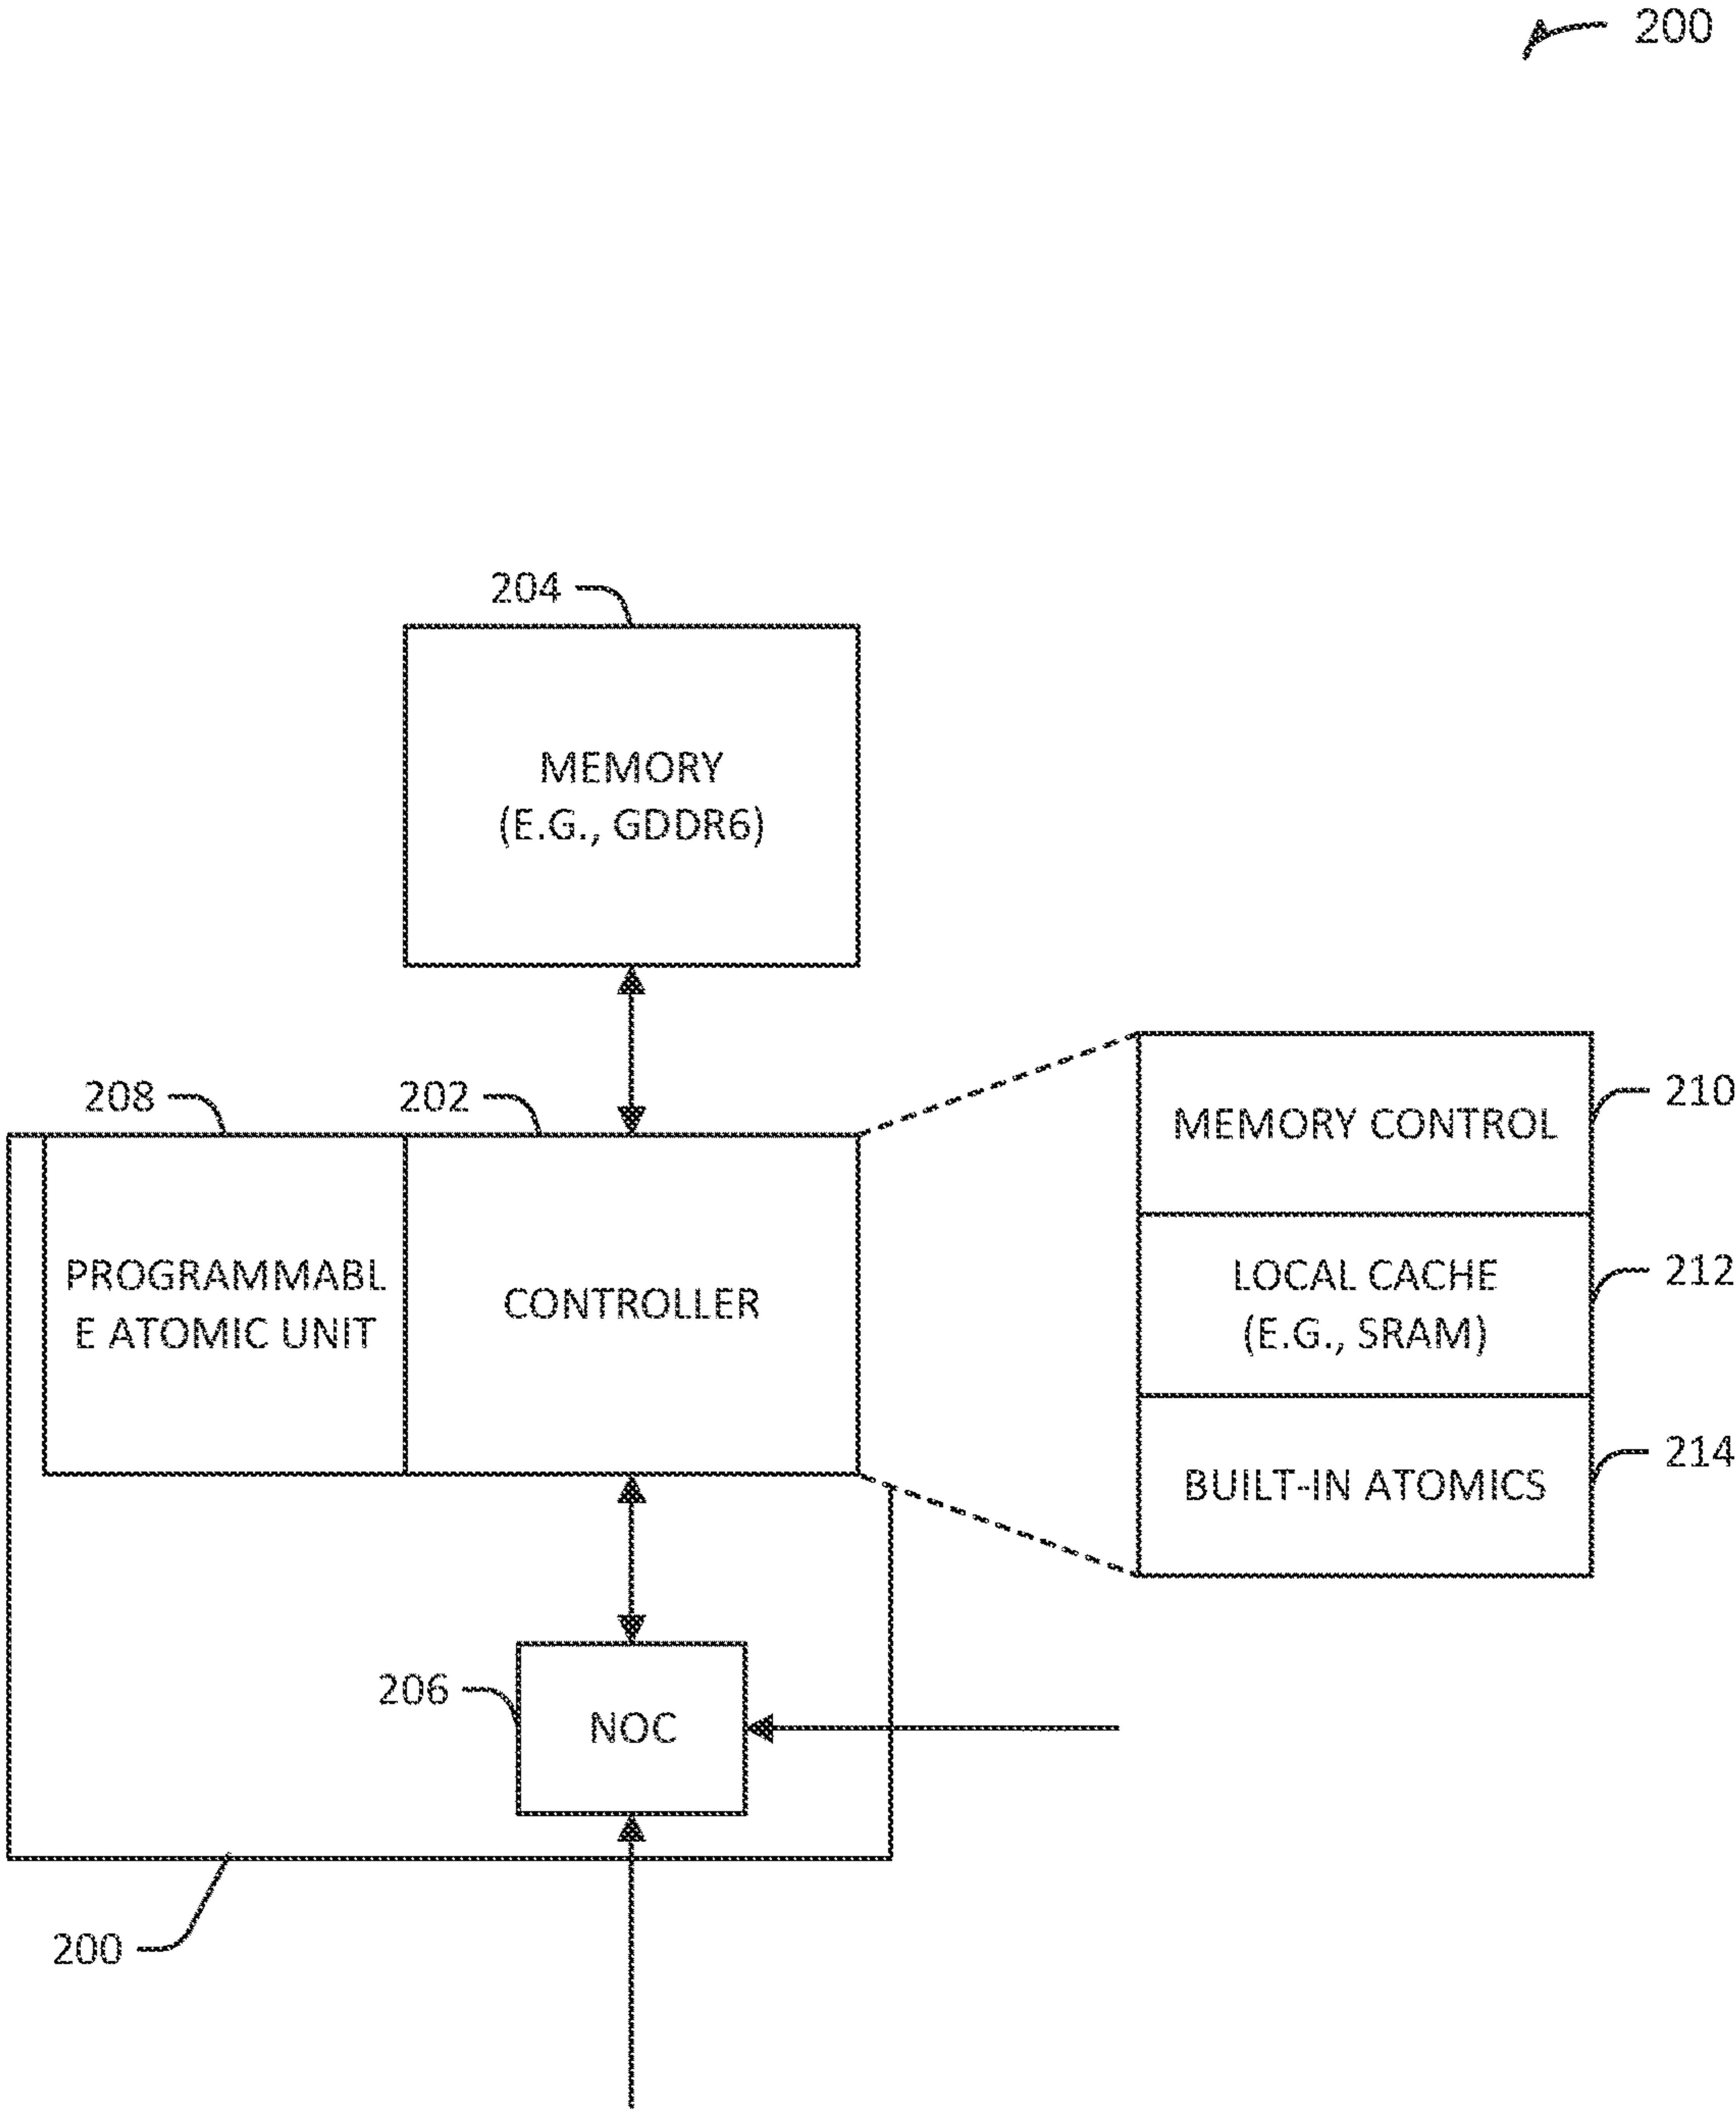 200
204
MEMORY
(E.G., GDDR6)
208
202
210
MEMORY CONTROL
PROGRAMMABL
E ATOMIC UNIT
CONTROLLER
212
LOCAL CACHE
(E.G., SRAM)
214
BUILT-IN ATOMICS
206
NOC
200